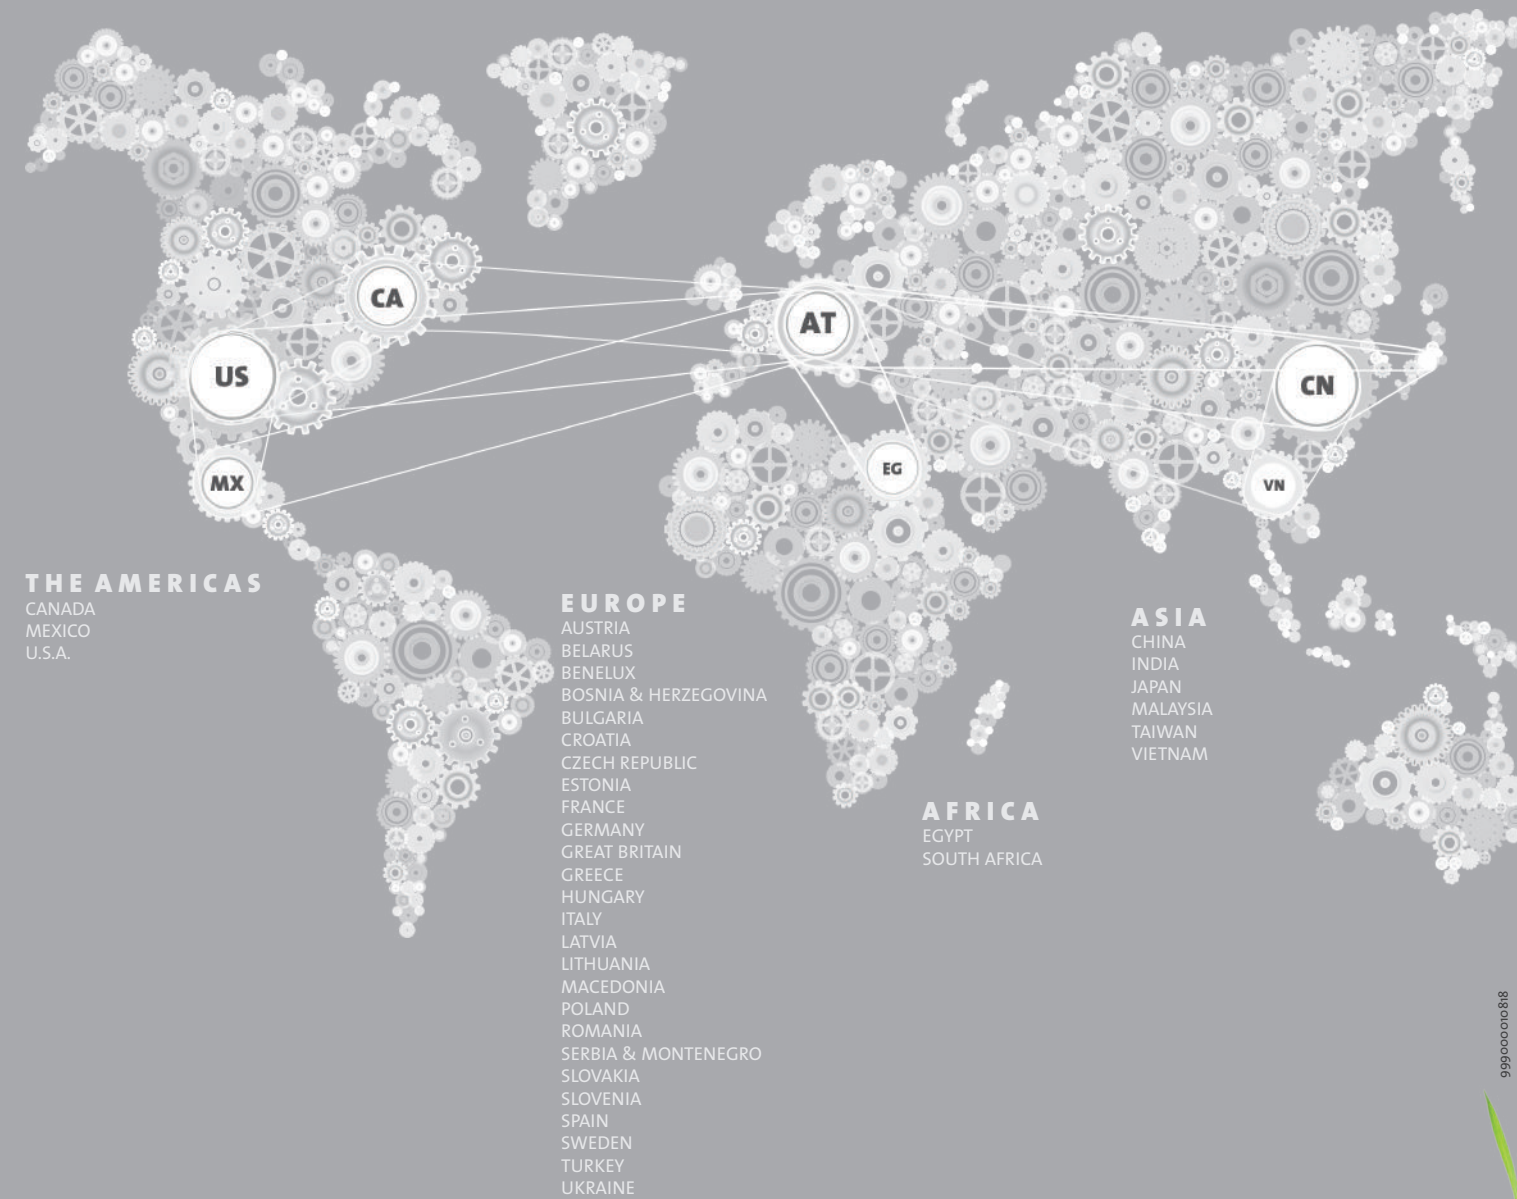 CA
US
AT
CN
MX
EG
VN
THE AMERICAS
CANADA
MEXICO
U.S.A.
EUROPE
AUSTRIA
BELARUS
BENELUX
BOSNIA & HERZEGOVINA
BULGARIA
CROATIA
CZECH REPUBLIC
ESTONIA
FRANCE
GERMANY
GREAT BRITAIN
GREECE
HUNGARY
ITALY
LATVIA
LITHUANIA
MACEDONIA
POLAND
ROMANIA
SERBIA & MONTENEGRO
SLOVAKIA
SLOVENIA
SPAIN
SWEDEN
TURKEY
UKRAINE
AFRICA
EGYPT
SOUTH AFRICA
ASIA
CHINA
INDIA
JAPAN
MALAYSIA
TAIWAN
VIETNAM
999000010818